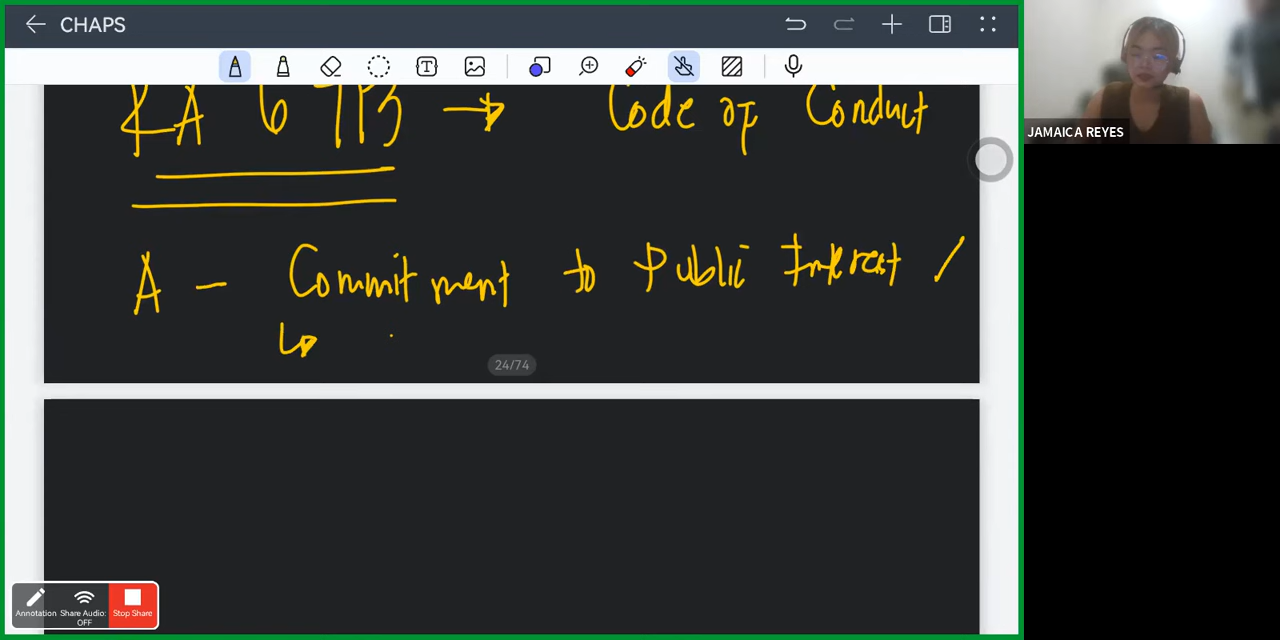 CHAPS
JAMAICA REYES
RA 6713 → Code of Conduct
A - Commitment to Public Interest /
24/74
Annotation Share Audio: OFF Stop Share